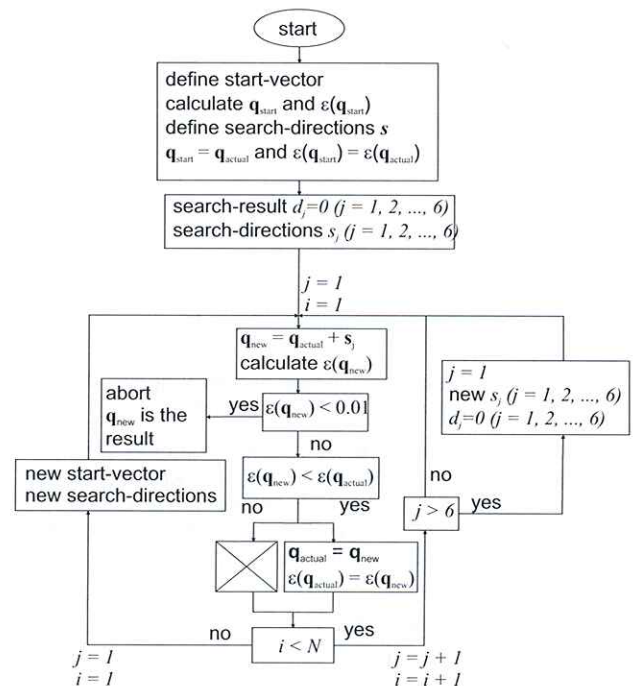 start
define start-vector
calculate q_start and ε(q_start)
define search-directions s
q_start = q_actual and ε(q_start) = ε(q_actual)
search-result d_j=0 (j = 1, 2, ..., 6)
search-directions s_j (j = 1, 2, ..., 6)
j = 1
i = 1
q_new = q_actual + s_j
calculate ε(q_new)
abort
q_new is the
result
yes
ε(q_new) < 0.01
no
j = 1
new s_j (j = 1, 2, ..., 6)
d_j=0 (j = 1, 2, ..., 6)
new start-vector
new search-directions
ε(q_new) < ε(q_actual)
no
yes
no
j > 6
yes
q_actual = q_new
ε(q_actual) = ε(q_new)
no
i < N
yes
j = 1
i = 1
j = j + 1
i = i + 1